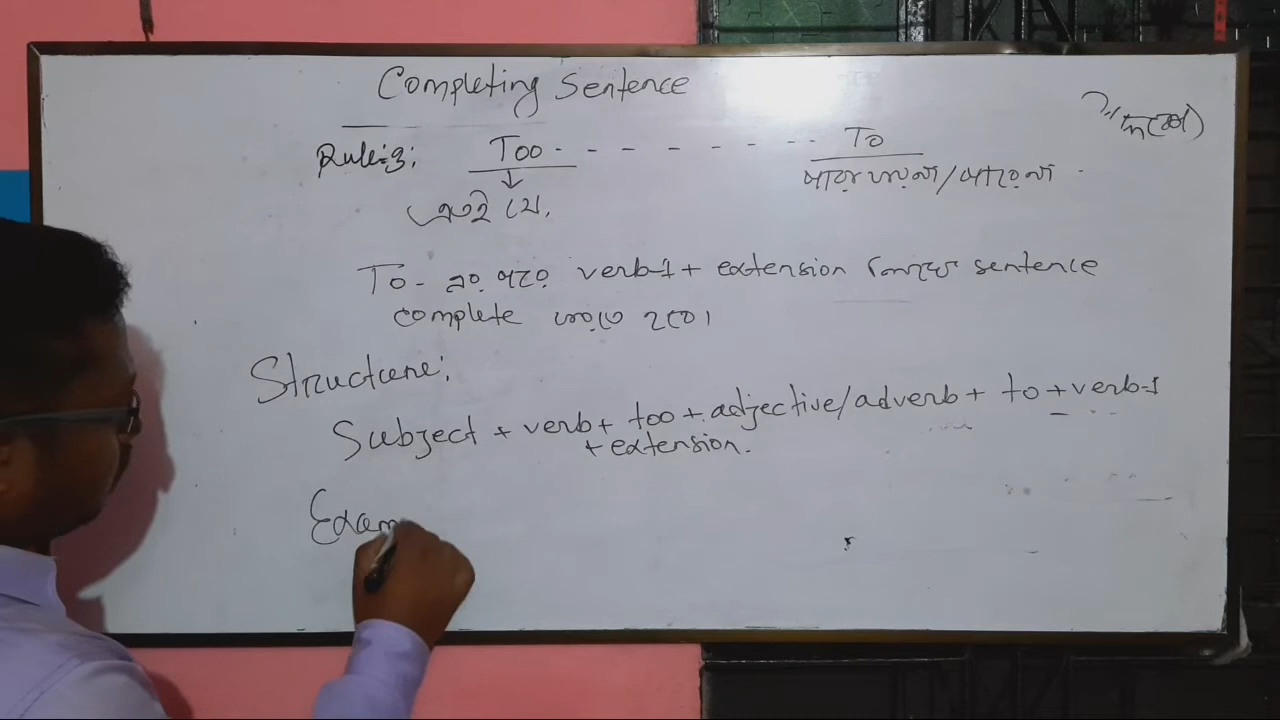 Completing Sentence
Rule:3: Too - - - - - - - - To
এতই যে,
To- এর পরে verb-1 + extension sentence
complete করতে হবে।
Structure:
Subject + verb + too + adjective/adverb + to + verb-1
+ extension.
Exam